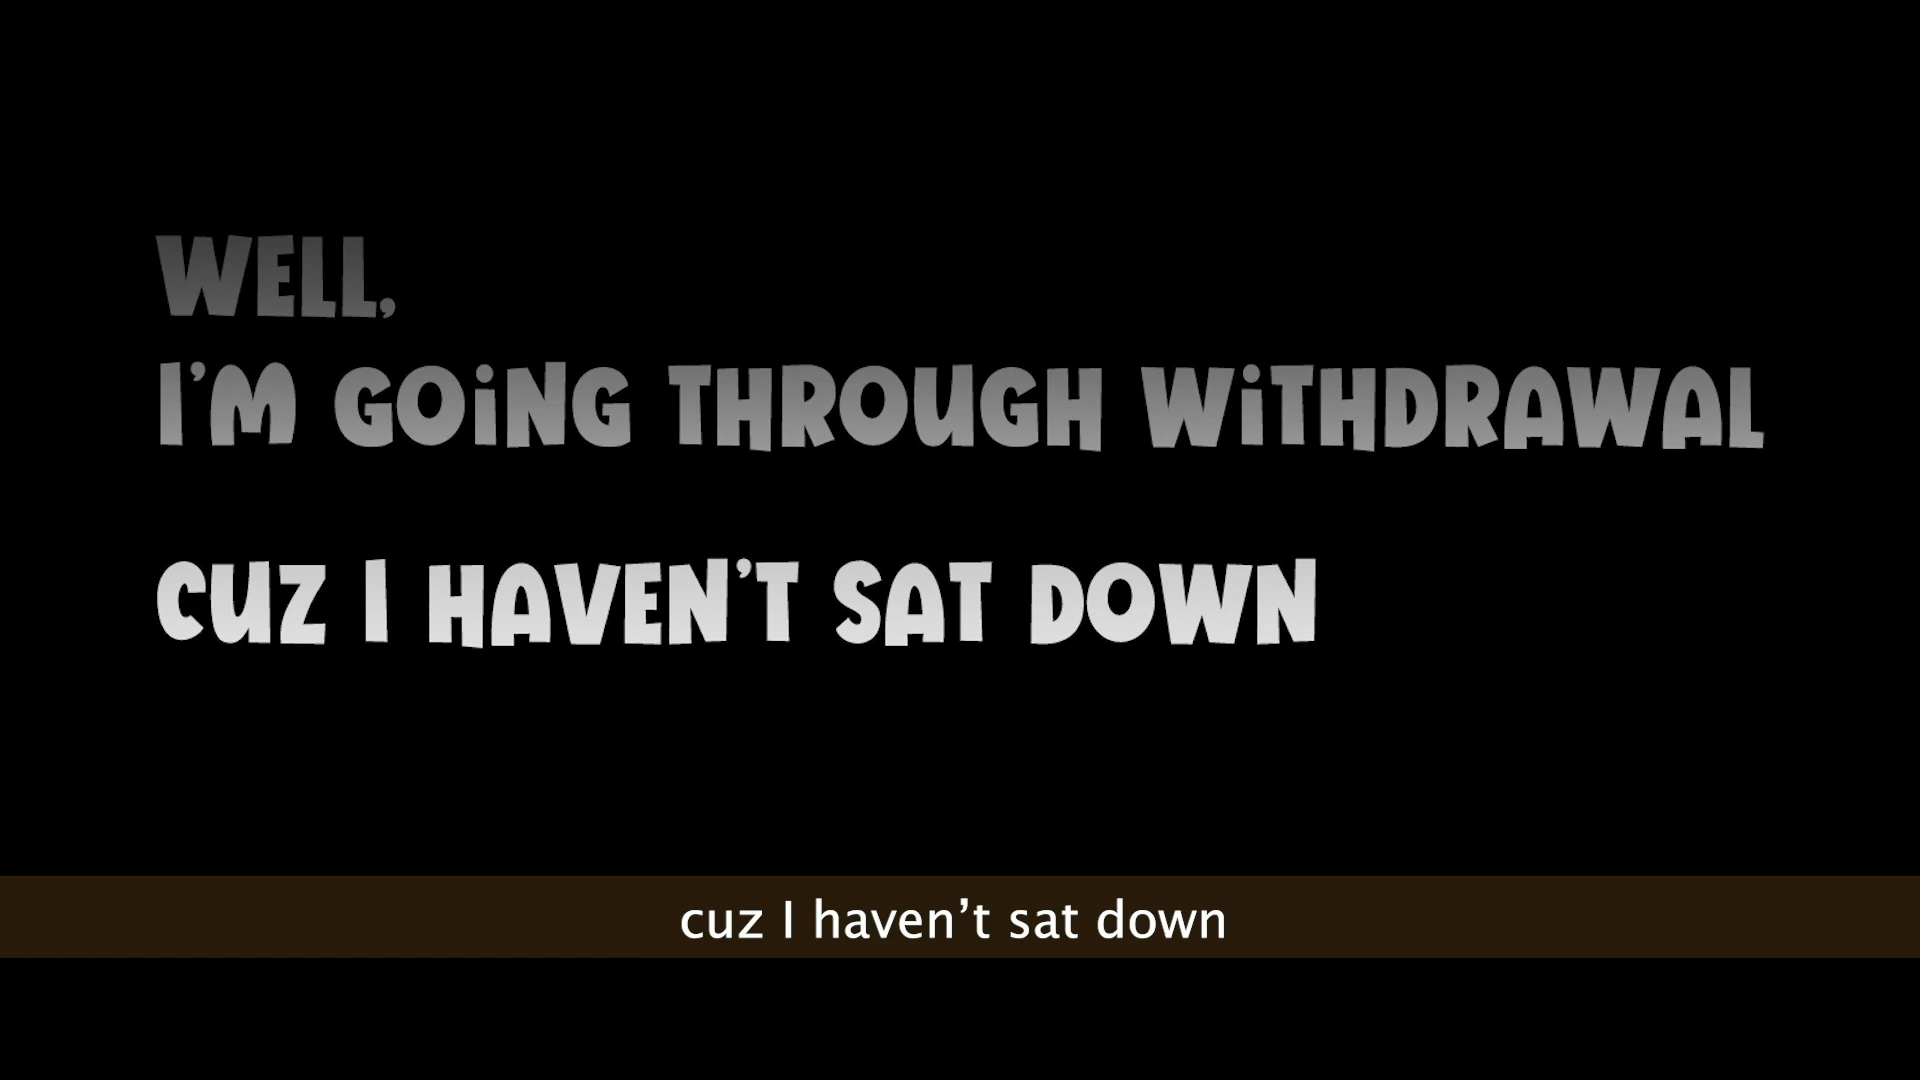 WELL,
I'M GOiNG THROUGH WiTHDRAWAL
CUZ I HAVEN'T SAT DOWN
cuz I haven't sat down